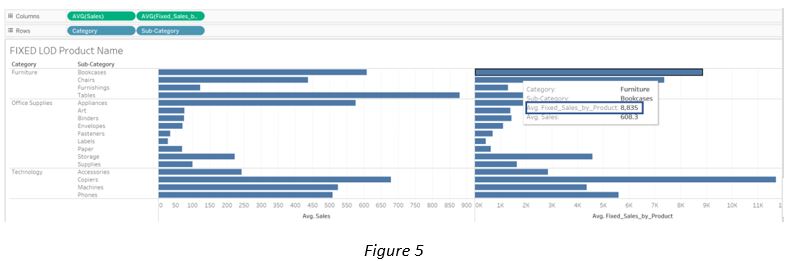 Columns AVG(Sales) AVG(Fixed_Sales_b..
Rows Category Sub-Category
FIXED LOD Product Name
Category Sub-Category
Furniture Bookcases
Chairs
Furnishings
Tables
Office Supplies Appliances
Art
Binders
Envelopes
Fasteners
Labels
Paper
Storage
Supplies
Technology Accessories
Copiers
Machines
Phones
Category: Furniture
Sub-Category: Bookcases
Avg. Fixed_Sales_by_Product: 8,835
Avg. Sales: 608.3
0 50 100 150 200 250 300 350 400 450 500 550 600 650 700 750 800 850 900 0K 1K 2K 3K 4K 5K 6K 7K 8K 9K 10K 11K
Avg. Sales Avg. Fixed_Sales_by_Product
Figure 5